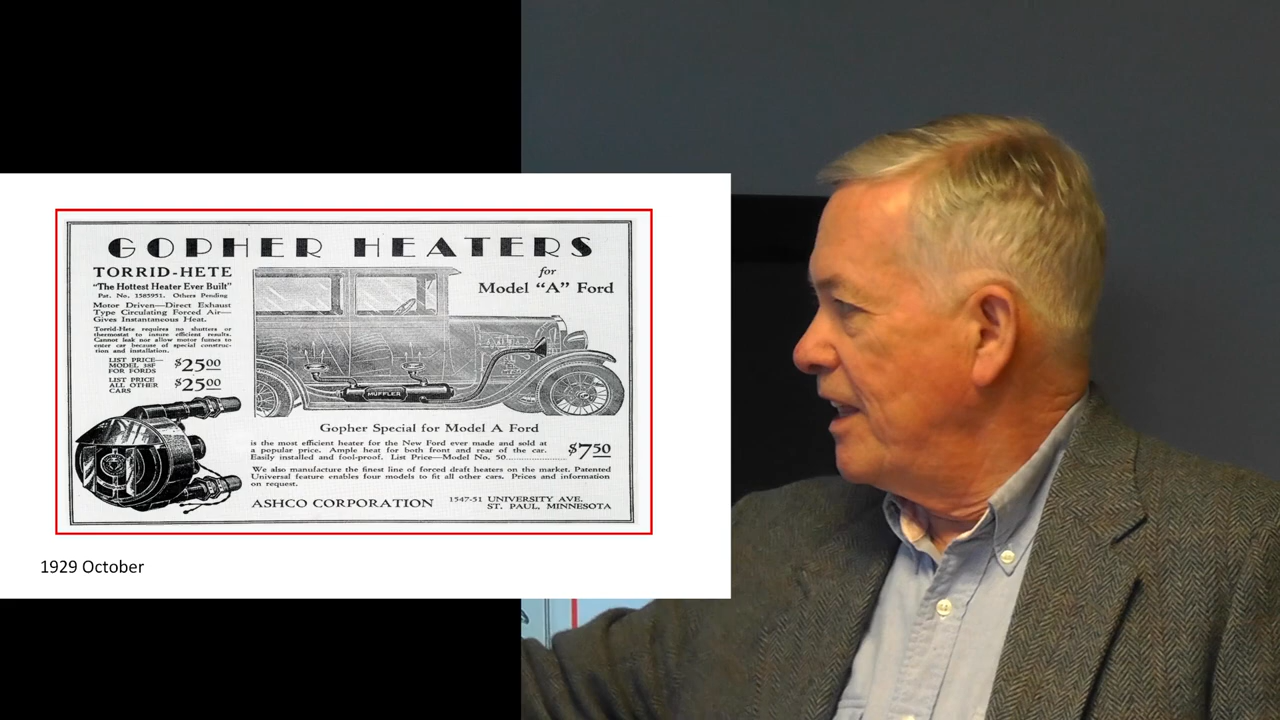 GOPHER HEATERS
TORRID-HETE
"The Hottest Heater Ever Built"
Pat. No. 1585951. Others Pending
Motor Driven—Direct Exhaust
Type Circulating Forced Air—
Gives Instantaneous Heat.
Torrid-Hete requires no shutters or
thermostat to insure efficient results.
Cannot leak nor allow motor fumes to
enter car because of special construc-
tion and installation.
LIST PRICE—
MODEL 38F
FOR FORDS
$25 00
LIST PRICE
ALL OTHER
CARS
$25 00
for
Model "A" Ford
MUFFLER
Gopher Special for Model A Ford
is the most efficient heater for the New Ford ever made and sold at
a popular price. Ample heat for both front and rear of the car.
Easily installed and fool-proof. List Price—Model No. 50
$7 50
We also manufacture the finest line of forced draft heaters on the market. Patented
Universal feature enables four models to fit all other cars. Prices and information
on request.
ASHCO CORPORATION
1547-51 UNIVERSITY AVE.
ST. PAUL, MINNESOTA
1929 October